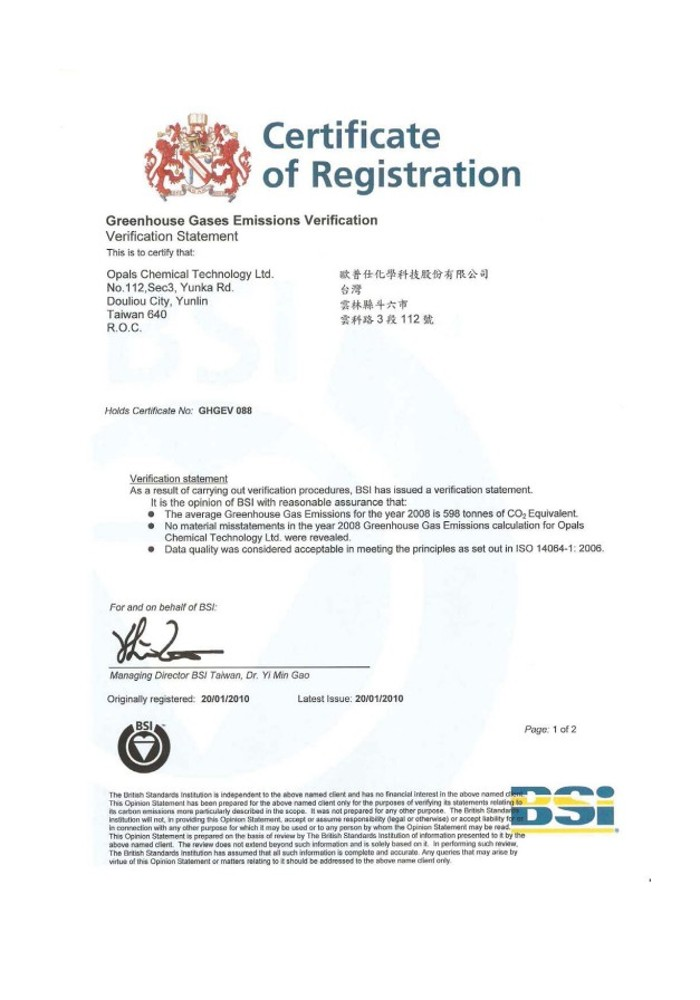 Certificate
of Registration
Greenhouse Gases Emissions Verification
Verification Statement
This is to certify that:
Opals Chemical Technology Ltd.
No.112,Sec3, Yunka Rd.
Douliou City, Yunlin
Taiwan 640
R.O.C.
歐普仕化學科技股份有限公司
台灣
雲林縣斗六市
雲科路 3 段 112 號
Holds Certificate No: GHGEV 088
Verification statement
As a result of carrying out verification procedures, BSI has issued a verification statement.
It is the opinion of BSI with reasonable assurance that:
● The average Greenhouse Gas Emissions for the year 2008 is 598 tonnes of CO₂ Equivalent.
● No material misstatements in the year 2008 Greenhouse Gas Emissions calculation for Opals
Chemical Technology Ltd. were revealed.
● Data quality was considered acceptable in meeting the principles as set out in ISO 14064-1: 2006.
For and on behalf of BSI:
Managing Director BSI Taiwan, Dr. Yi Min Gao
Originally registered: 20/01/2010 Latest Issue: 20/01/2010
BSI
Page: 1 of 2
The British Standards Institution is independent to the above named client and has no financial interest in the above named client.
This Opinion Statement has been prepared for the above named client only for the purposes of verifying its statements relating to
its carbon emissions more particularly described in the scope. It was not prepared for any other purpose. The British Standards
Institution will not, in providing this Opinion Statement, accept or assume responsibility (legal or otherwise) or accept liability for
in connection with any other purpose for which it may be used or to any person by whom the Opinion Statement may be read.
This Opinion Statement is prepared on the basis of review by The British Standards Institution of information presented to it by the
above named client. The review does not extend beyond such information and is solely based on it. In performing such review,
The British Standards Institution has assumed that all such information is complete and accurate. Any queries that may arise by
virtue of this Opinion Statement or matters relating to it should be addressed to the above name client only.
BSi